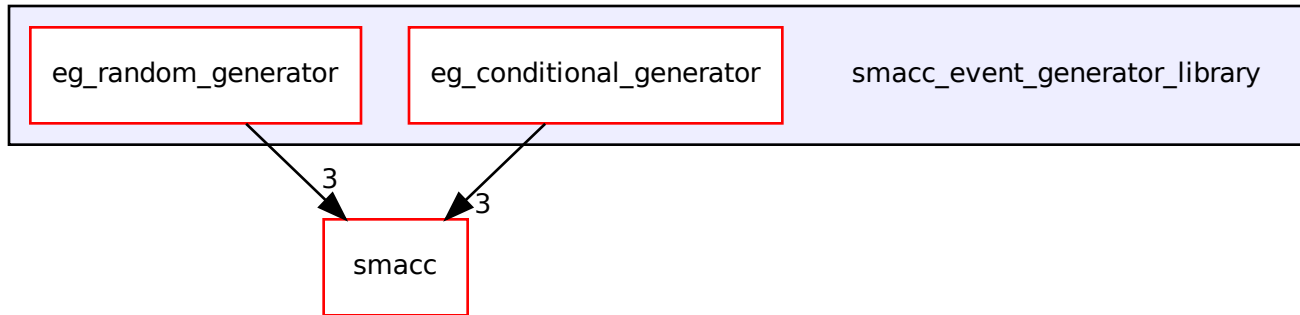 eg_random_generator
eg_conditional_generator
smacc_event_generator_library
3
3
smacc